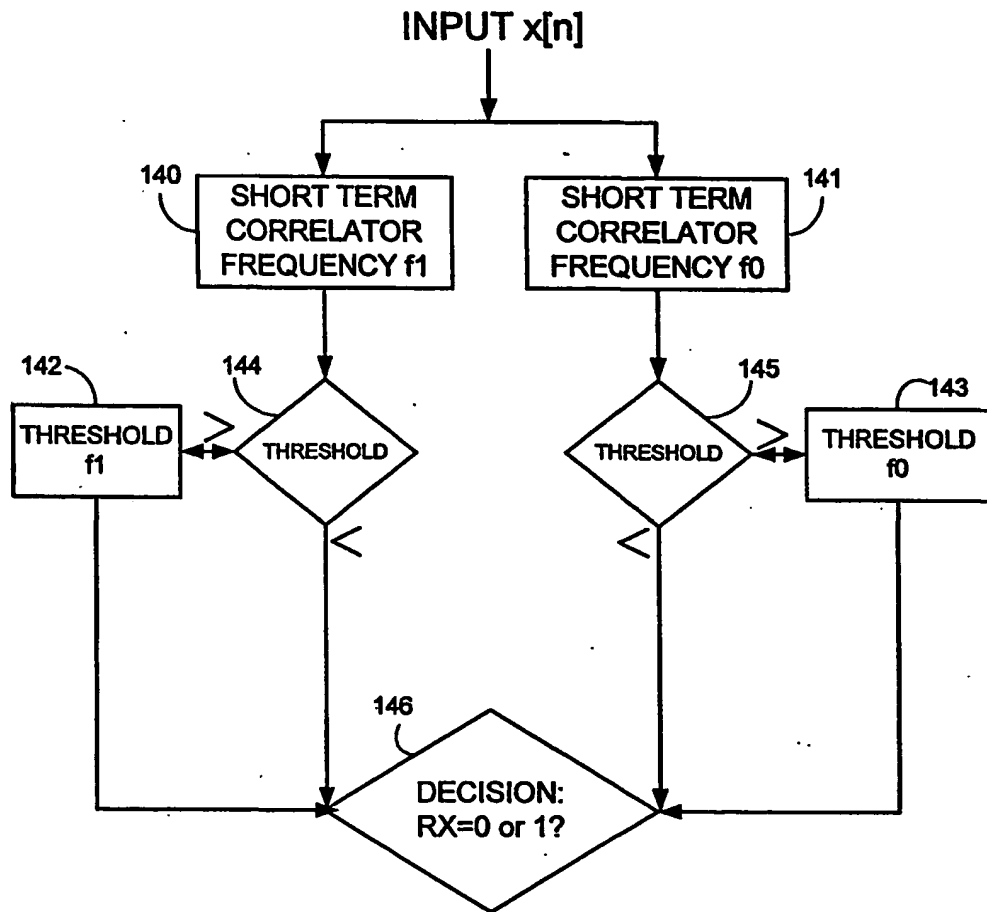 INPUT x[n]
140
SHORT TERM
CORRELATOR
FREQUENCY f1
SHORT TERM
CORRELATOR
FREQUENCY f0
141
142
144
145
143
THRESHOLD
f1
>
THRESHOLD
THRESHOLD
>
THRESHOLD
f0
<
<
146
DECISION:
RX=0 or 1?